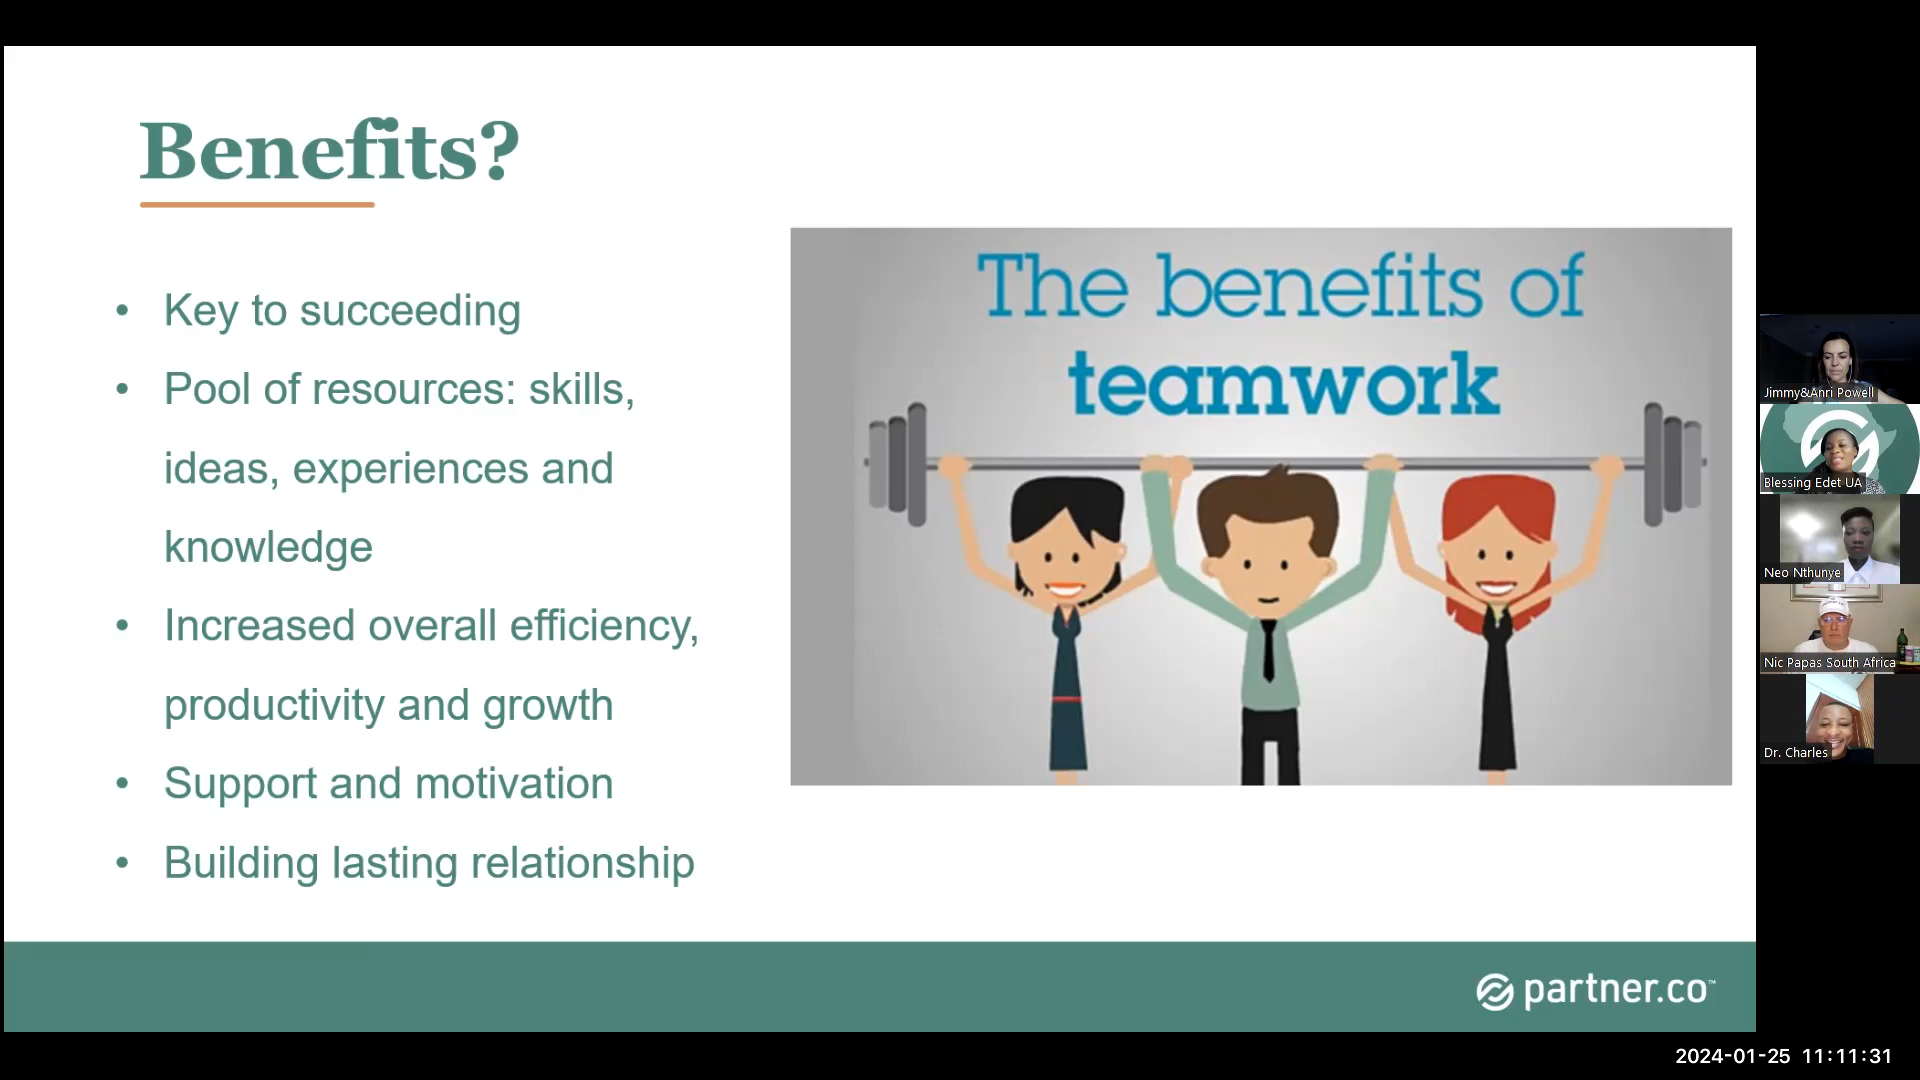 Benefits?
• Key to succeeding
• Pool of resources: skills,
ideas, experiences and
knowledge
• Increased overall efficiency,
productivity and growth
• Support and motivation
• Building lasting relationship
The benefits of
teamwork
Jimmy&Anri Powell
Blessing Edet UA
Neo Nthunye
Nic Papas South Africa
Dr. Charles
partner.co™
2024-01-25 11:11:31